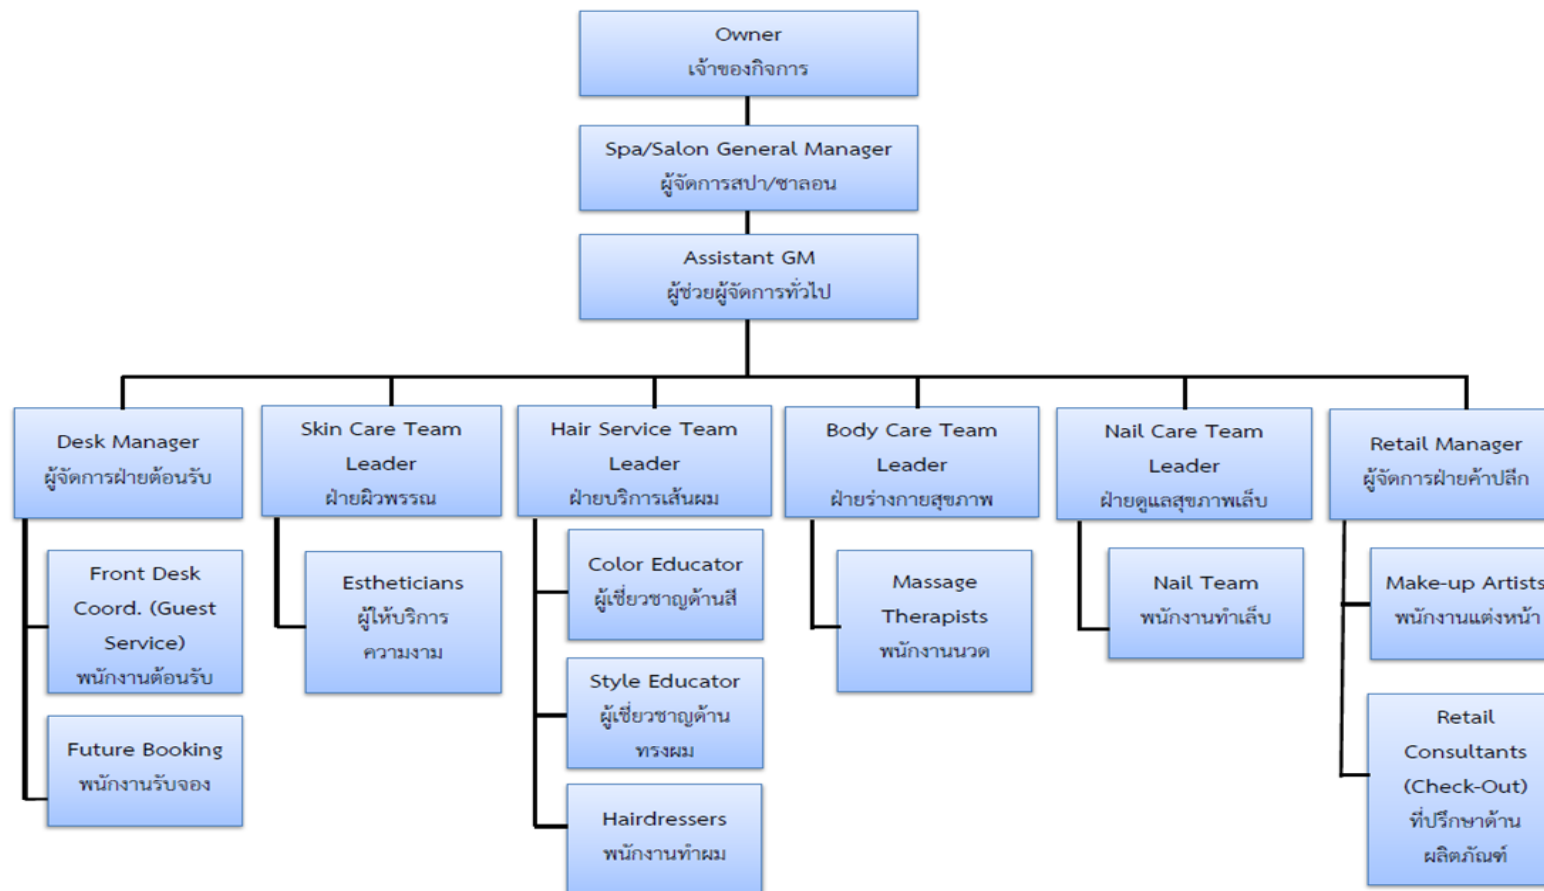 Owner
เจ้าของกิจการ
Spa/Salon General Manager
ผู้จัดการสปา/ซาลอน
Assistant GM
ผู้ช่วยผู้จัดการทั่วไป
Desk Manager
ผู้จัดการฝ่ายต้อนรับ
Skin Care Team
Leader
ฝ่ายผิวพรรณ
Hair Service Team
Leader
ฝ่ายบริการเส้นผม
Body Care Team
Leader
ฝ่ายร่างกายสุขภาพ
Nail Care Team
Leader
ฝ่ายดูแลสุขภาพเล็บ
Retail Manager
ผู้จัดการฝ่ายค้าปลีก
Front Desk
Coord. (Guest
Service)
พนักงานต้อนรับ
Future Booking
พนักงานรับจอง
Estheticians
ผู้ให้บริการ
ความงาม
Color Educator
ผู้เชี่ยวชาญด้านสี
Style Educator
ผู้เชี่ยวชาญด้าน
ทรงผม
Hairdressers
พนักงานทำผม
Massage
Therapists
พนักงานนวด
Nail Team
พนักงานทำเล็บ
Make-up Artists
พนักงานแต่งหน้า
Retail
Consultants
(Check-Out)
ที่ปรึกษาด้าน
ผลิตภัณฑ์